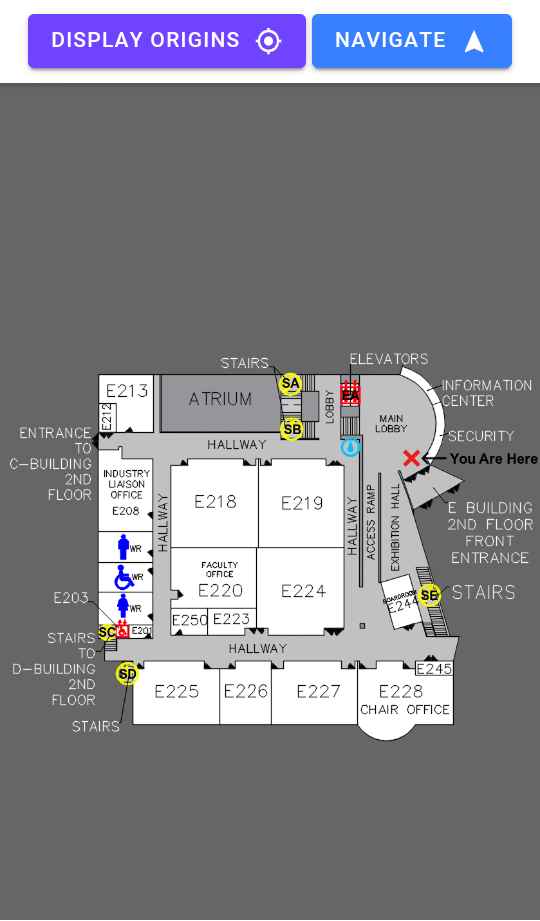 DISPLAY ORIGINS
NAVIGATE
STAIRS
ELEVATORS
SA
EA
E213
E212
ATRIUM
LOBBY
INFORMATION
CENTER
MAIN
LOBBY
SB
SECURITY
ENTRANCE
TO
C-BUILDING
2ND
FLOOR
HALLWAY
You Are Here
INDUSTRY
LIAISON
OFFICE
E208
HALLWAY
E218
E219
HALLWAY
ACCESS RAMP
EXHIBITION HALL
E BUILDING
2ND FLOOR
FRONT
ENTRANCE
WR
WR
WR
FACULTY
OFFICE
E220
E224
BOARDROOM
E244
SE
STAIRS
E203
E250
E223
SC
E201
STAIRS
TO
D-BUILDING
2ND
FLOOR
HALLWAY
SD
E245
E225
E226
E227
E228
CHAIR OFFICE
STAIRS